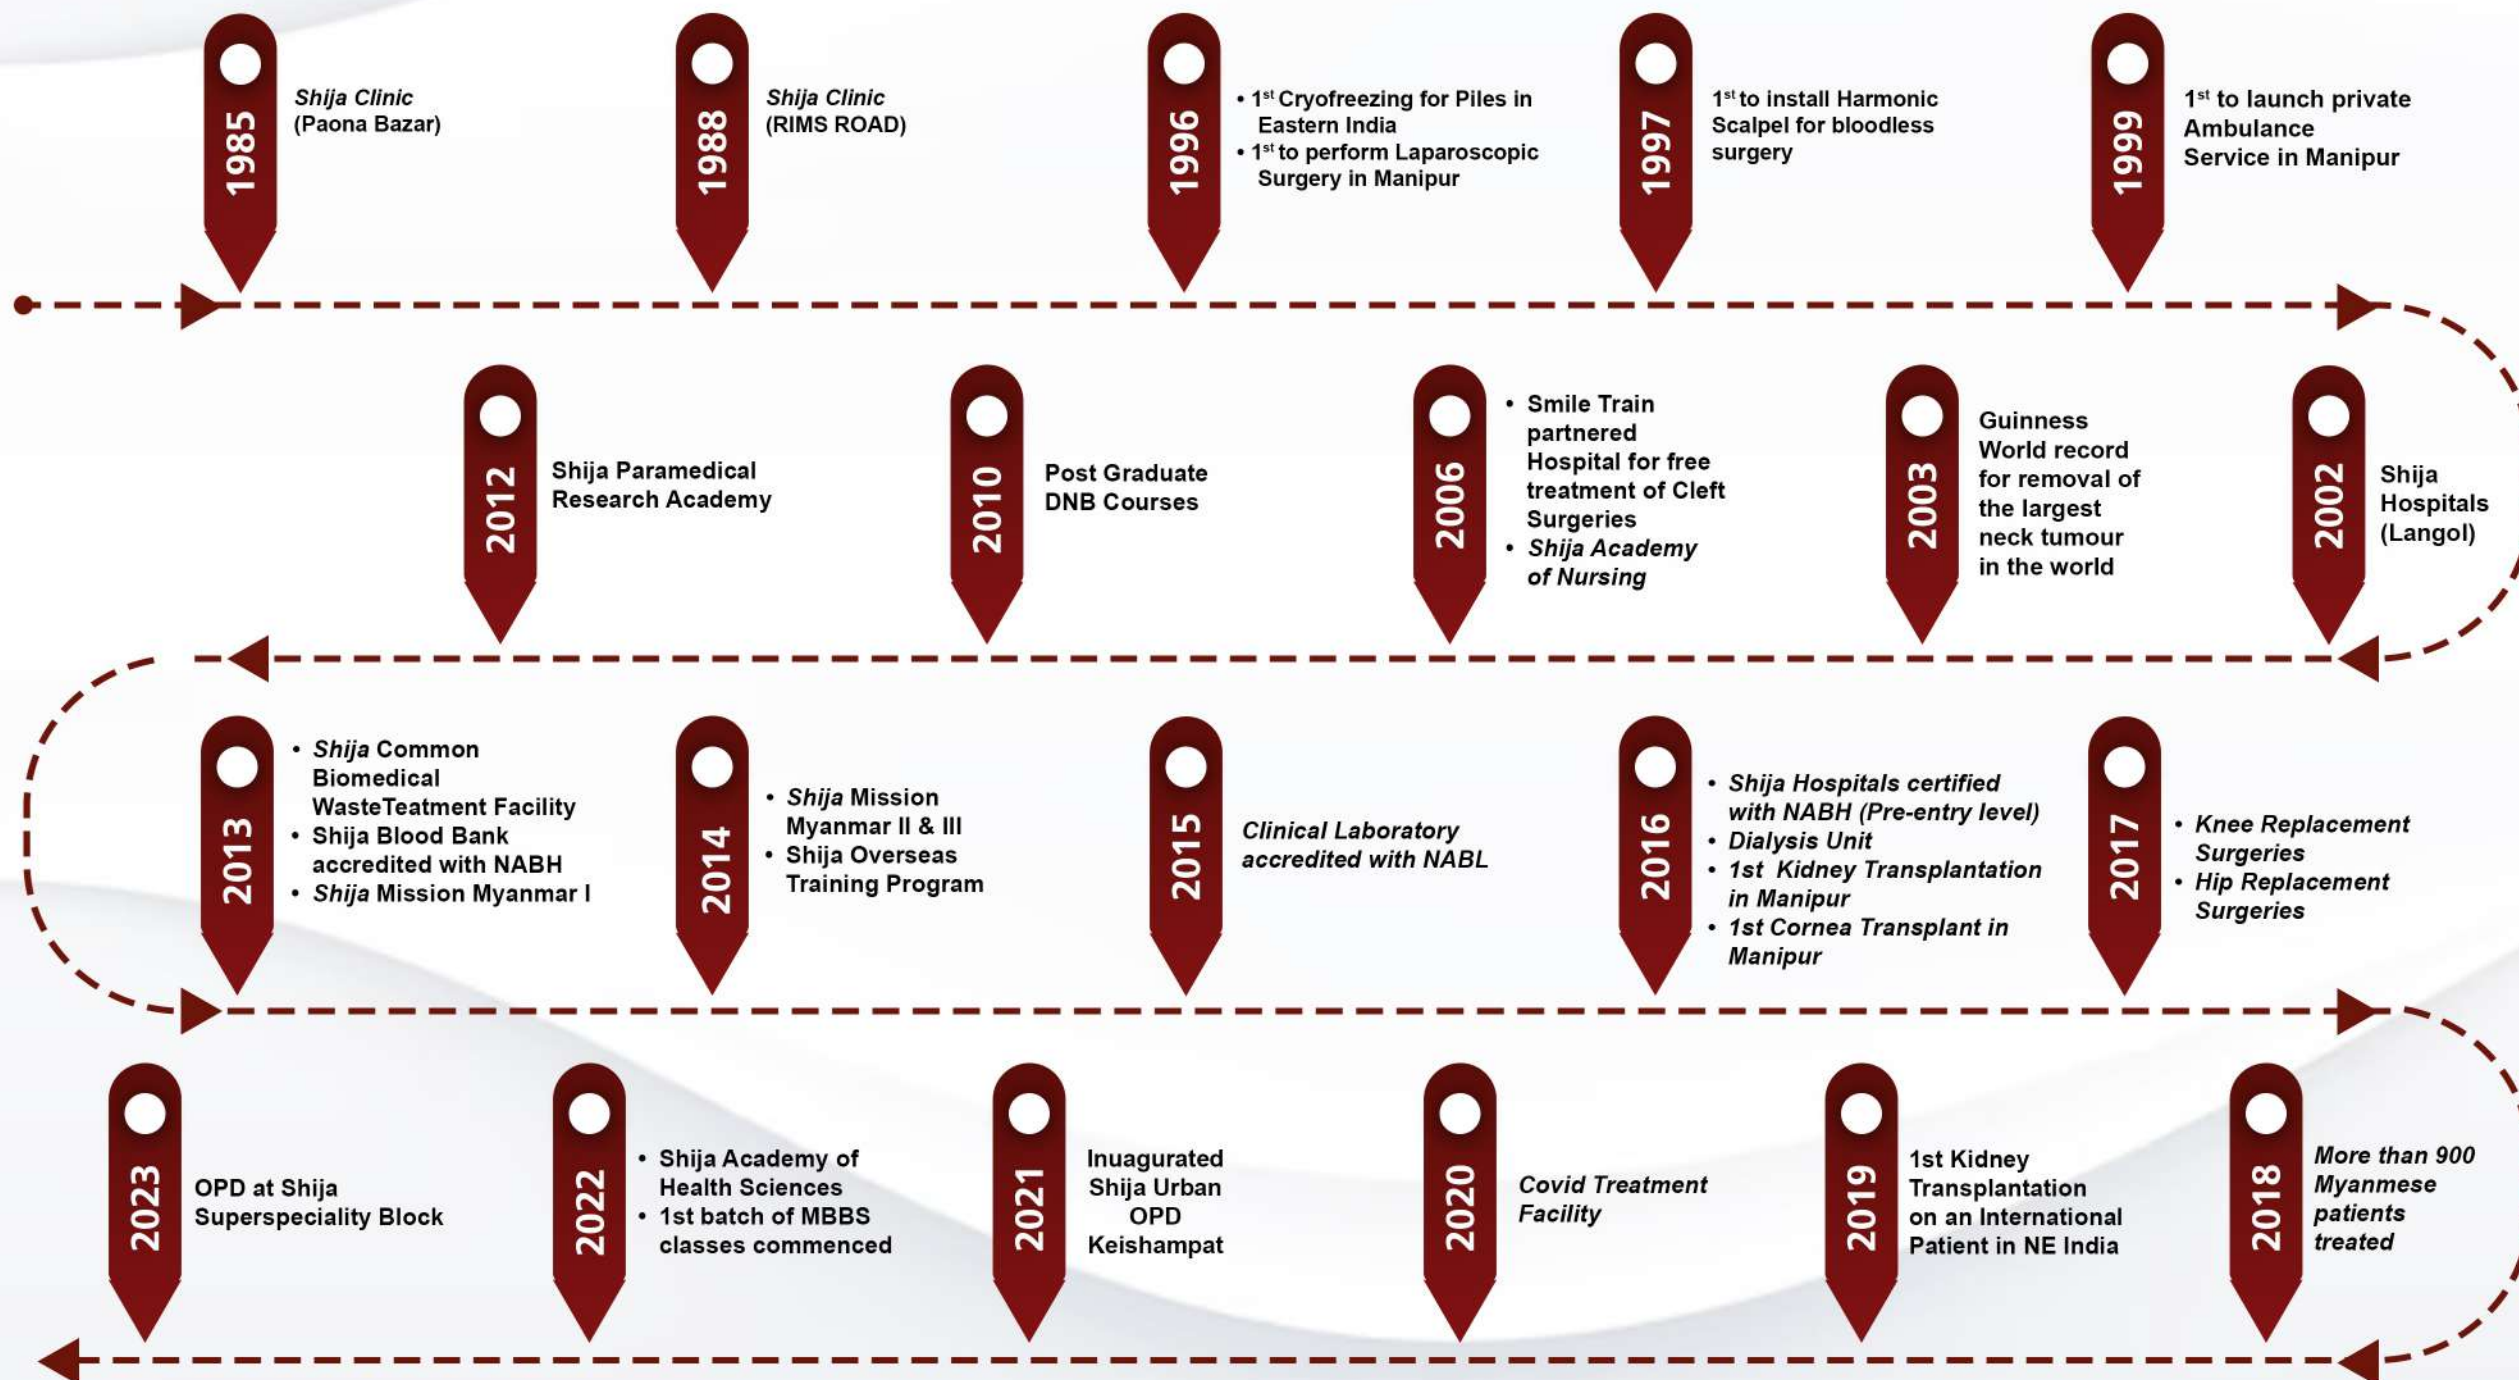 1985
Shija Clinic
(Paona Bazar)
1988
Shija Clinic
(RIMS ROAD)
1996
• 1st Cryofreezing for Piles in
Eastern India
• 1st to perform Laparoscopic
Surgery in Manipur
1997
1st to install Harmonic
Scalpel for bloodless
surgery
1999
1st to launch private
Ambulance
Service in Manipur
2002
Shija
Hospitals
(Langol)
2003
Guinness
World record
for removal of
the largest
neck tumour
in the world
2006
• Smile Train
partnered
Hospital for free
treatment of Cleft
Surgeries
• Shija Academy
of Nursing
2010
Post Graduate
DNB Courses
2012
Shija Paramedical
Research Academy
2013
• Shija Common
Biomedical
WasteTeatment Facility
• Shija Blood Bank
accredited with NABH
• Shija Mission Myanmar I
2014
• Shija Mission
Myanmar II & III
• Shija Overseas
Training Program
2015
Clinical Laboratory
accredited with NABL
2016
• Shija Hospitals certified
with NABH (Pre-entry level)
• Dialysis Unit
• 1st Kidney Transplantation
in Manipur
• 1st Cornea Transplant in
Manipur
2017
• Knee Replacement
Surgeries
• Hip Replacement
Surgeries
2018
More than 900
Myanmese
patients
treated
2019
1st Kidney
Transplantation
on an International
Patient in NE India
2020
Covid Treatment
Facility
2021
Inuagurated
Shija Urban
OPD
Keishampat
2022
• Shija Academy of
Health Sciences
• 1st batch of MBBS
classes commenced
2023
OPD at Shija
Superspeciality Block